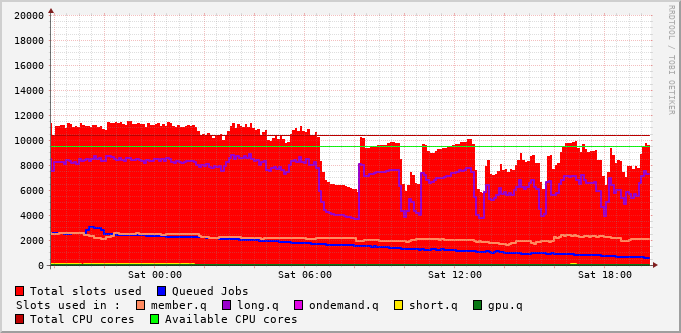 20000
18000
16000
14000
12000
10000
8000
6000
4000
2000
0
Sat 00:00 Sat 06:00 Sat 12:00 Sat 18:00
RRDTOOL / TOBI OETIKER
Total slots used Queued Jobs
Slots used in : member.q long.q ondemand.q short.q gpu.q
Total CPU cores Available CPU cores